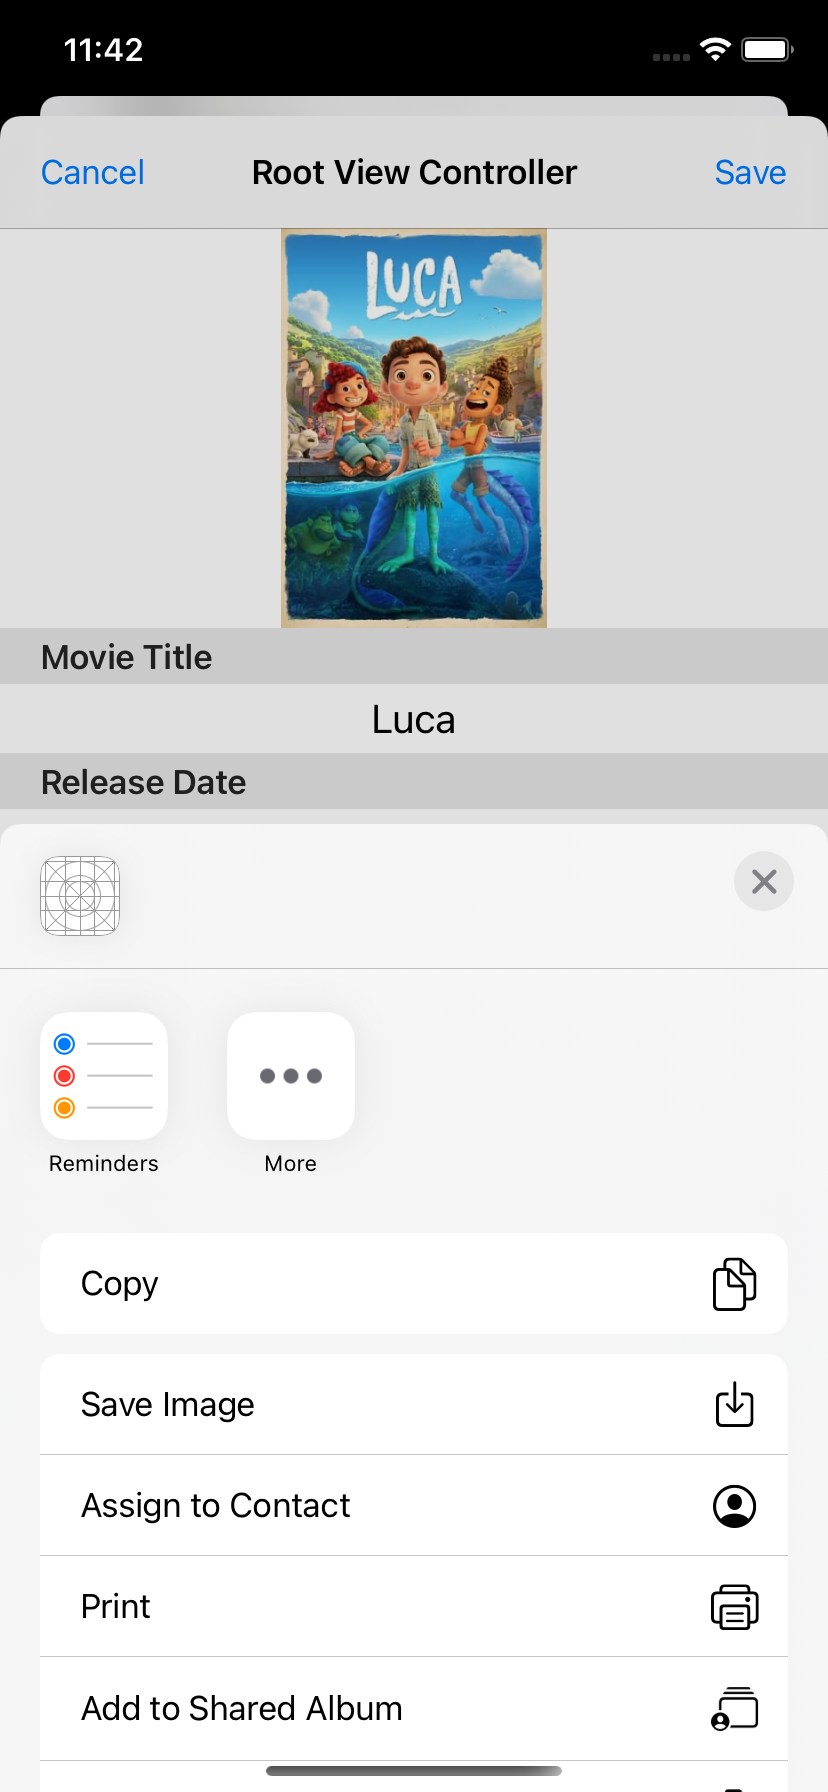 11:42
Cancel
Root View Controller
Save
LUCA
Movie Title
Luca
Release Date
Reminders
More
Copy
Save Image
Assign to Contact
Print
Add to Shared Album